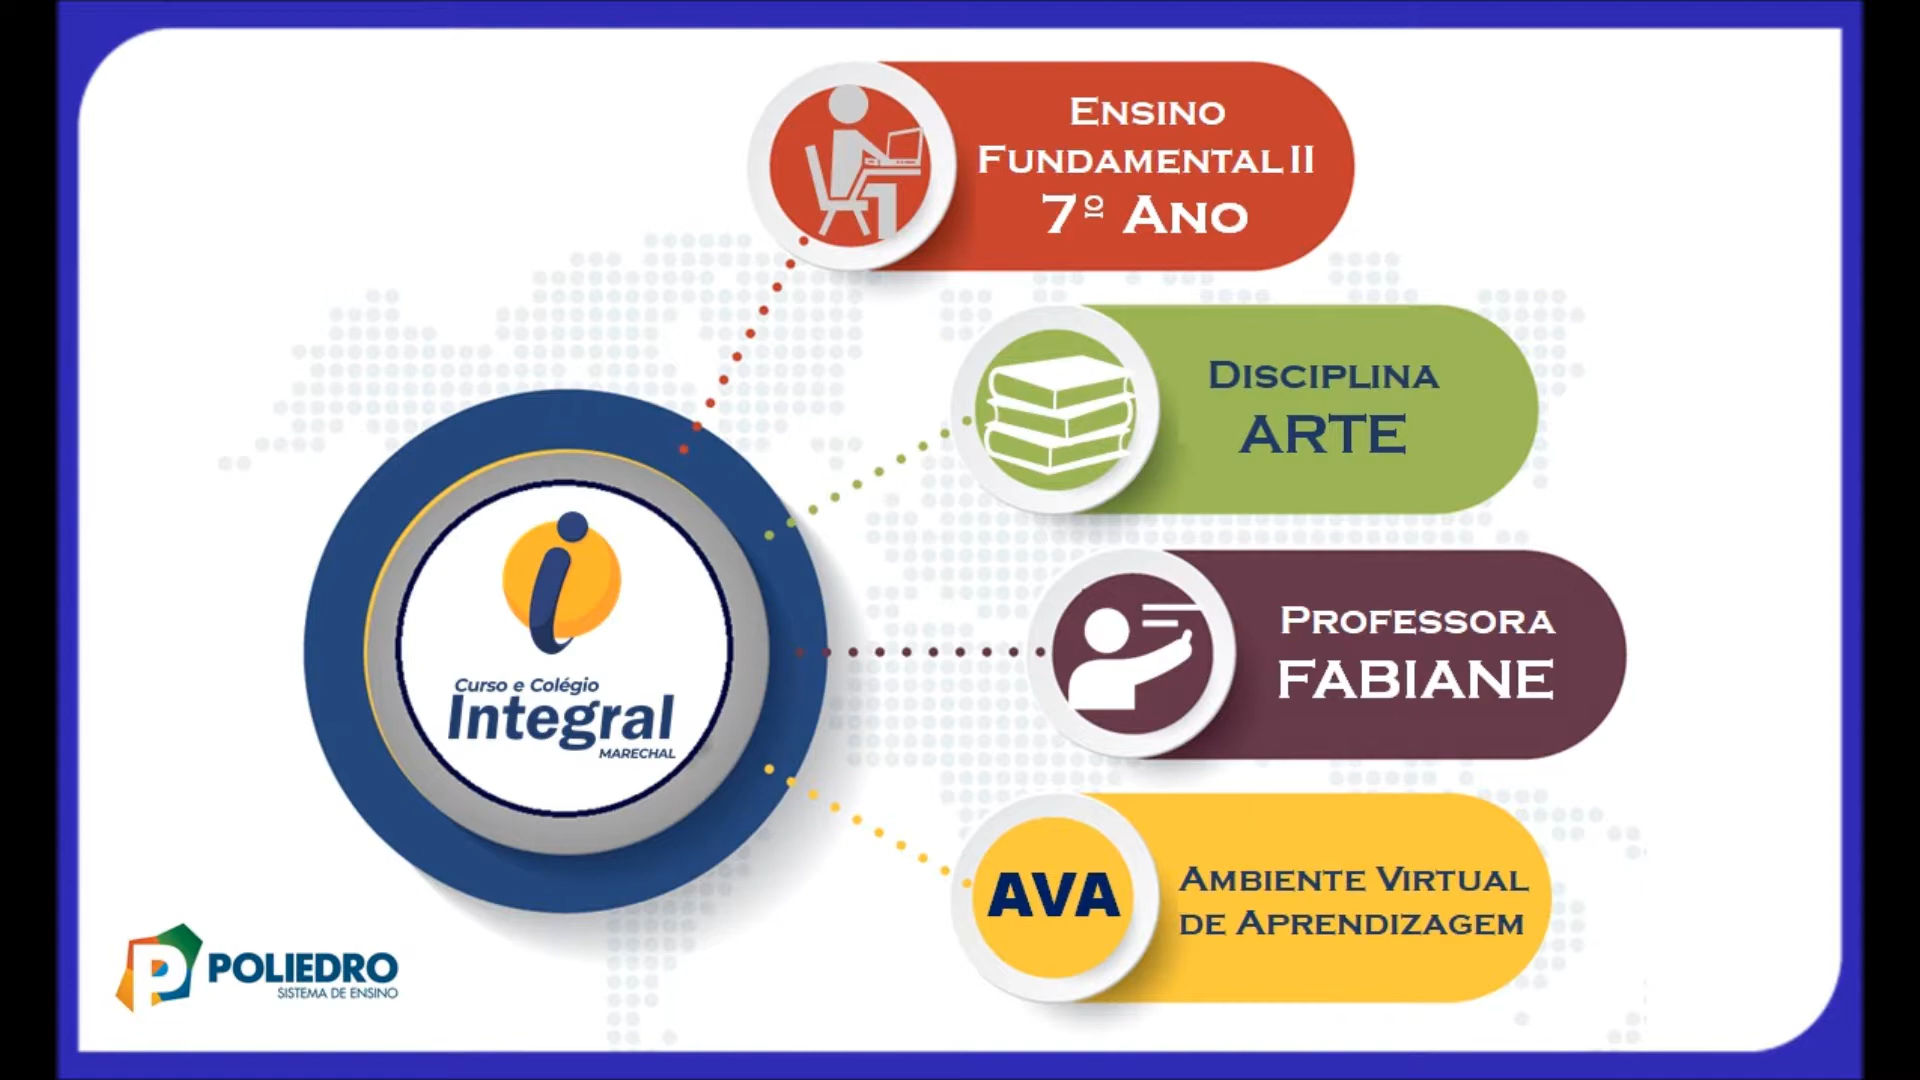 Ensino
Fundamental II
7º Ano
Disciplina
ARTE
Curso e Colégio
Integral
MARECHAL
Professora
FABIANE
AVA
Ambiente Virtual
de Aprendizagem
POLIEDRO
SISTEMA DE ENSINO